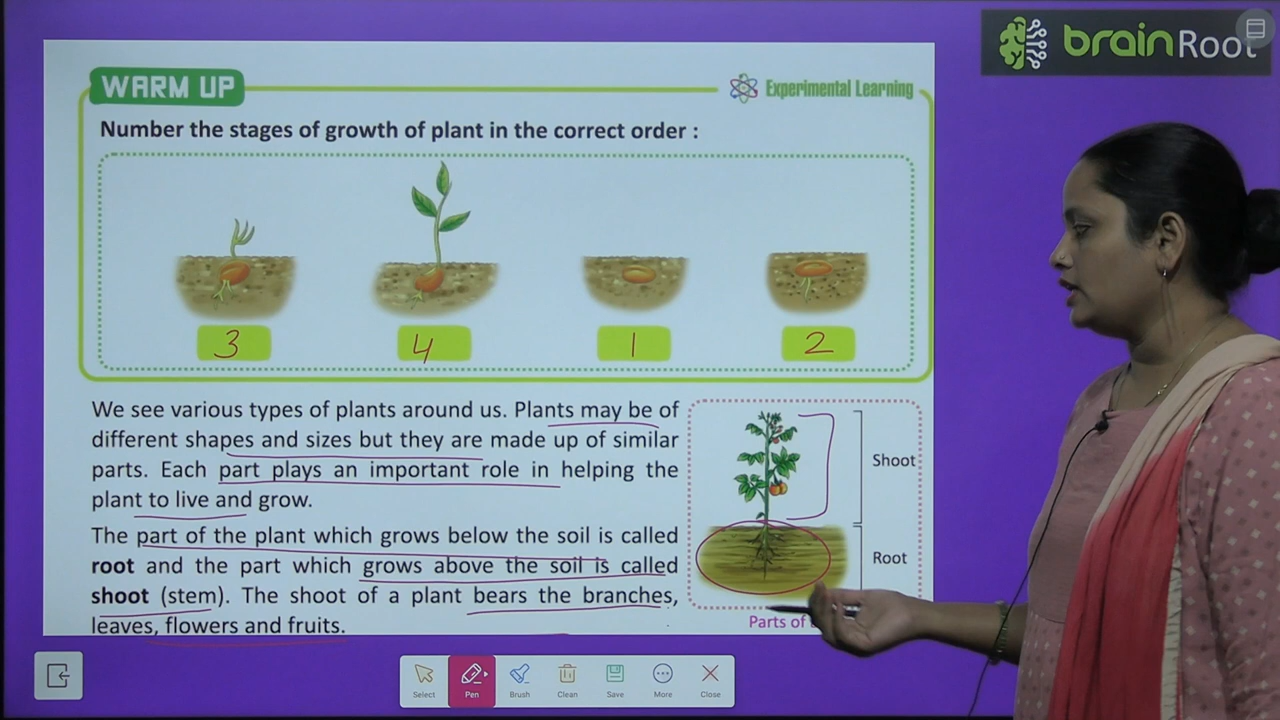 brainRoot
WARM UP
Experimental Learning
Number the stages of growth of plant in the correct order :
3 4 1 2
We see various types of plants around us. Plants may be of
different shapes and sizes but they are made up of similar
parts. Each part plays an important role in helping the
plant to live and grow.
The part of the plant which grows below the soil is called
root and the part which grows above the soil is called
shoot (stem). The shoot of a plant bears the branches,
leaves, flowers and fruits.
Shoot
Root
Parts of
Select Pen Brush Clean Save More Close